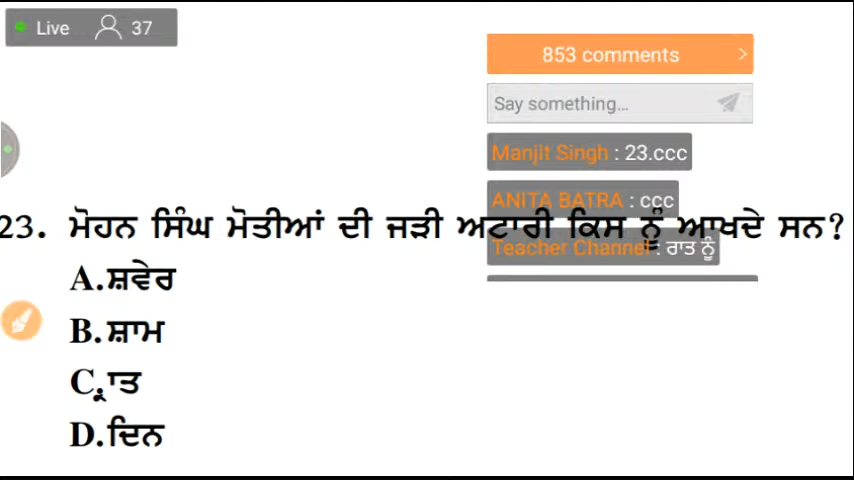 Live 37
853 comments
Say something...
Manjit Singh : 23.ccc
ANITA BATRA : ccc
23. ਮੋਹਨ ਸਿੰਘ ਮੋਤੀਆਂ ਦੀ ਜੜੀ ਅਟਾਰੀ ਕਿਸ ਨੂੰ ਆਖਦੇ ਸਨ?
Teacher Channel : ਰਾਤ ਨੂੰ
A.ਸ਼ਵੇਰ
B.ਸ਼ਾਮ
C.੍ਰਾਤ
D.ਦਿਨ